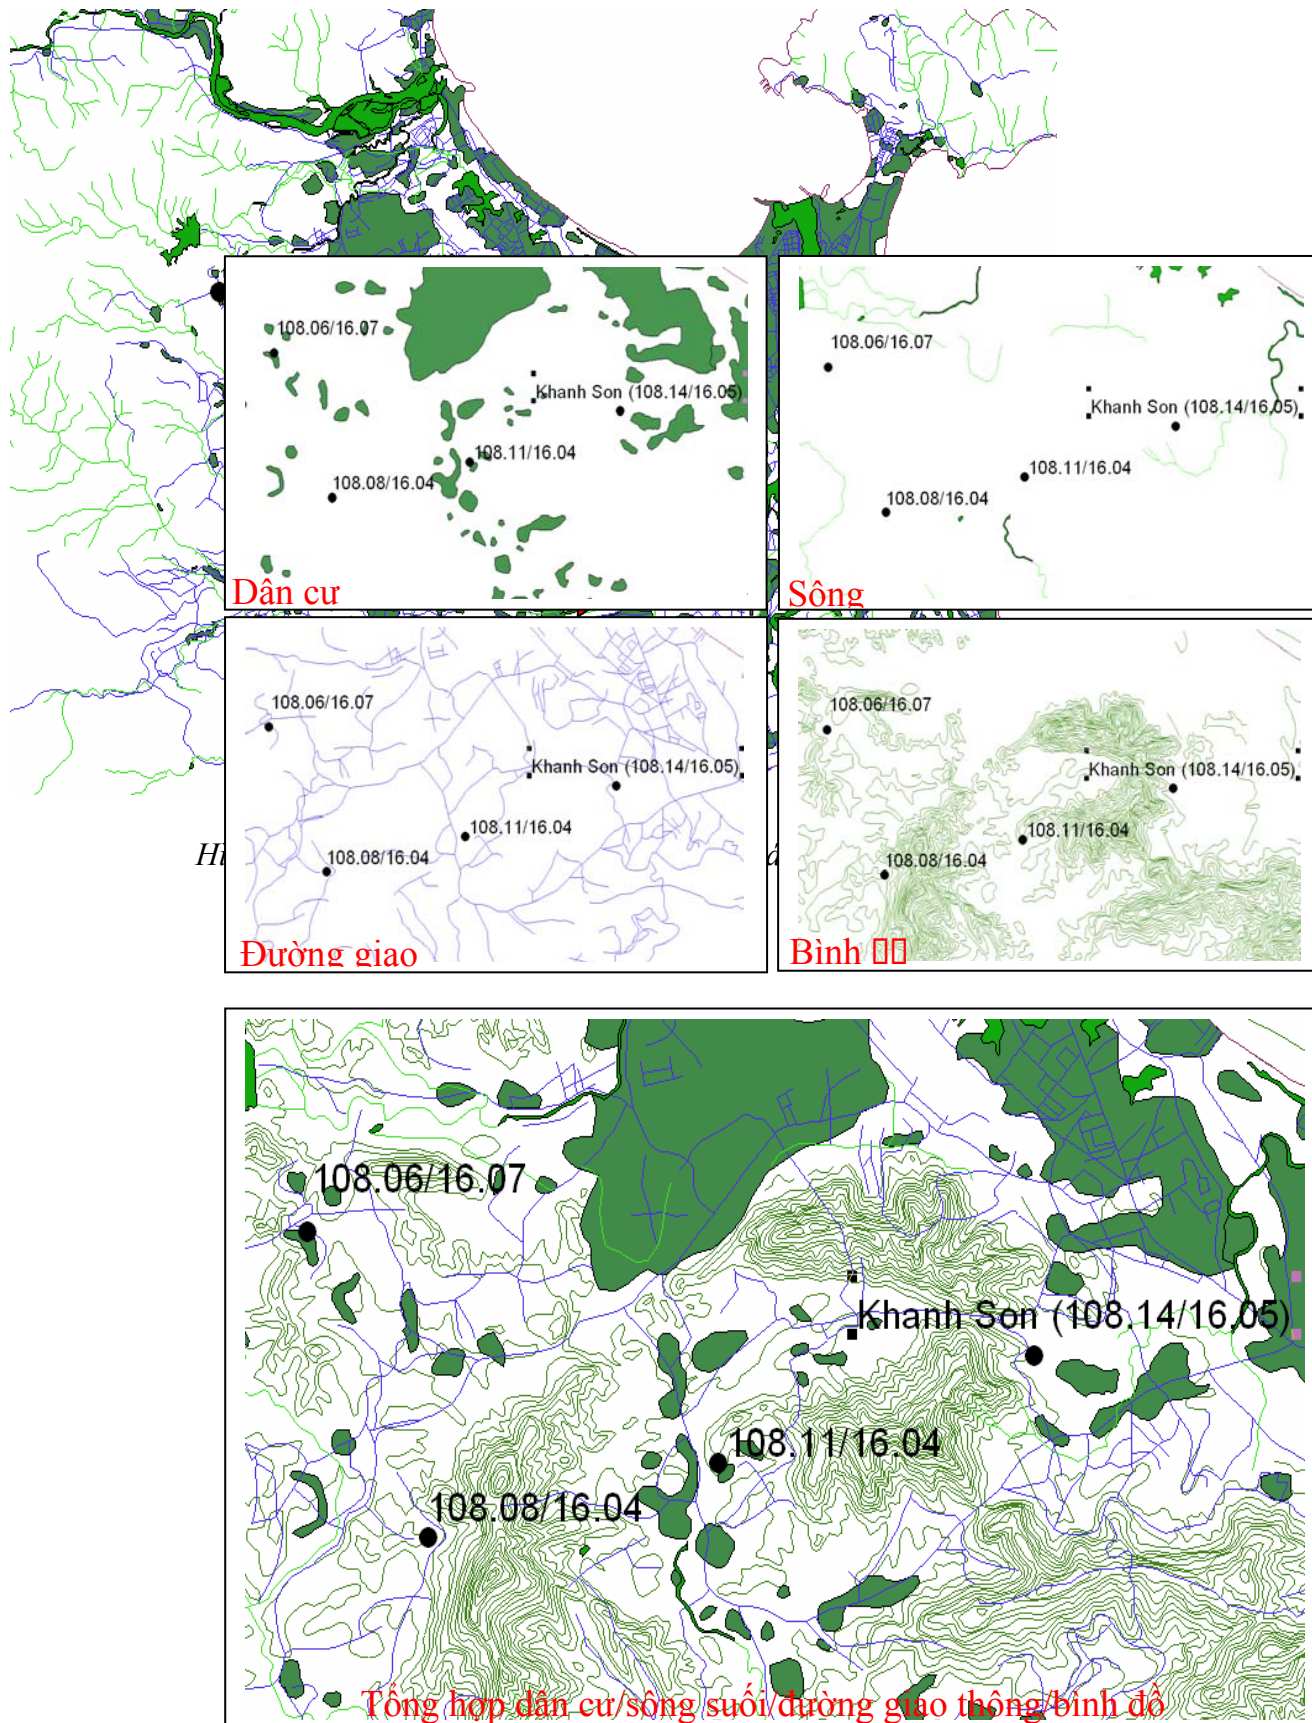 108.06/16.07
Khanh Son (108.14/16.05)
108.11/16.04
108.08/16.04
Dân cư
108.06/16.07
Khanh Son (108.14/16.05)
108.11/16.04
108.08/16.04
Sông
108.06/16.07
Khanh Son (108.14/16.05)
108.11/16.04
108.08/16.04
Đường giao
108.06/16.07
Khanh Son (108.14/16.05)
108.11/16.04
108.08/16.04
Bình
108.06/16.07
Khanh Son (108.14/16.05)
108.11/16.04
108.08/16.04
Tổng hợp dân cư/sông suối/đường giao thông/bình đồ